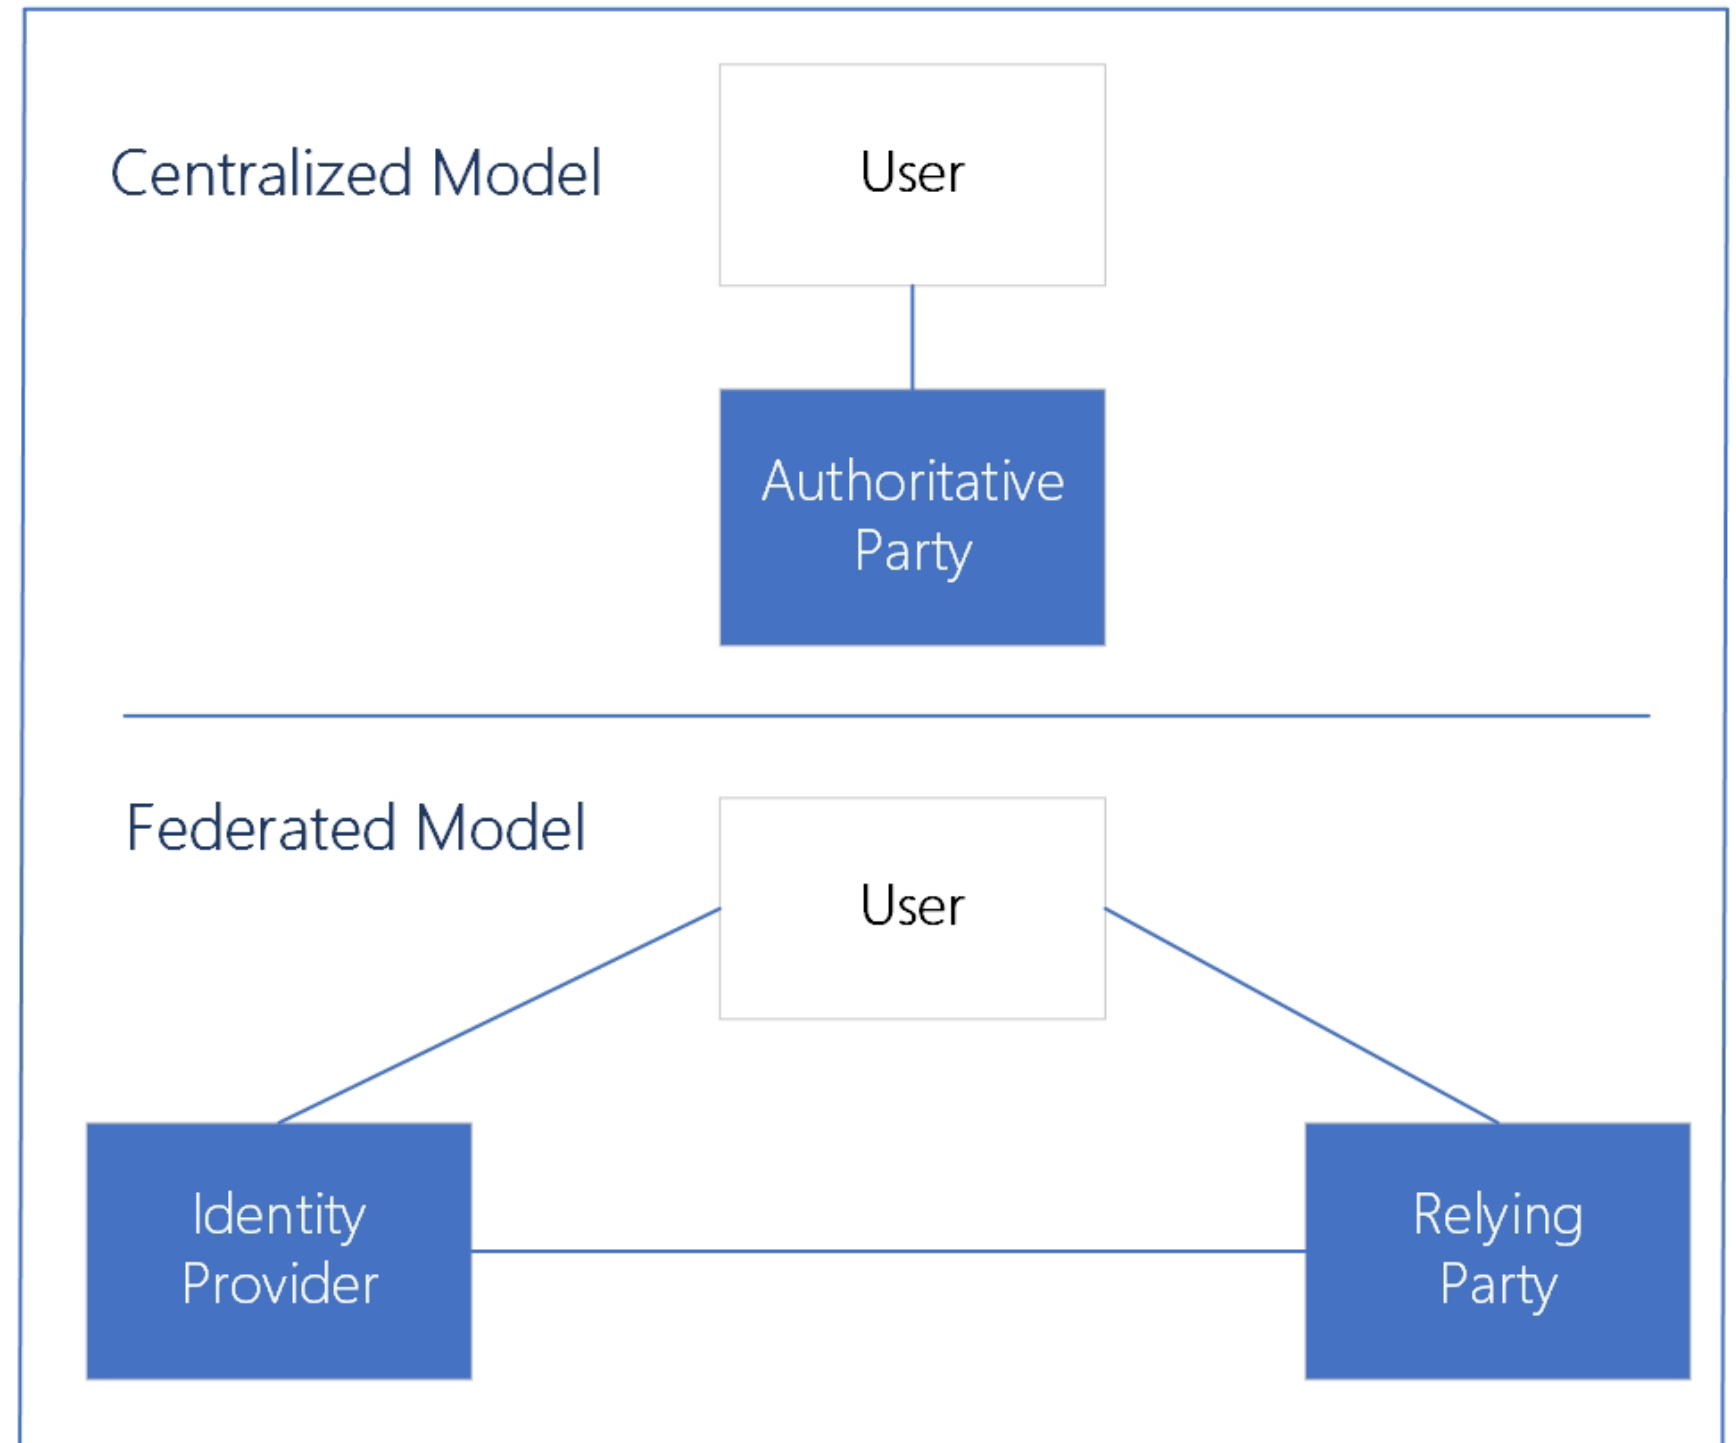 Centralized Model
User
Authoritative
Party
Federated Model
User
Identity
Provider
Relying
Party